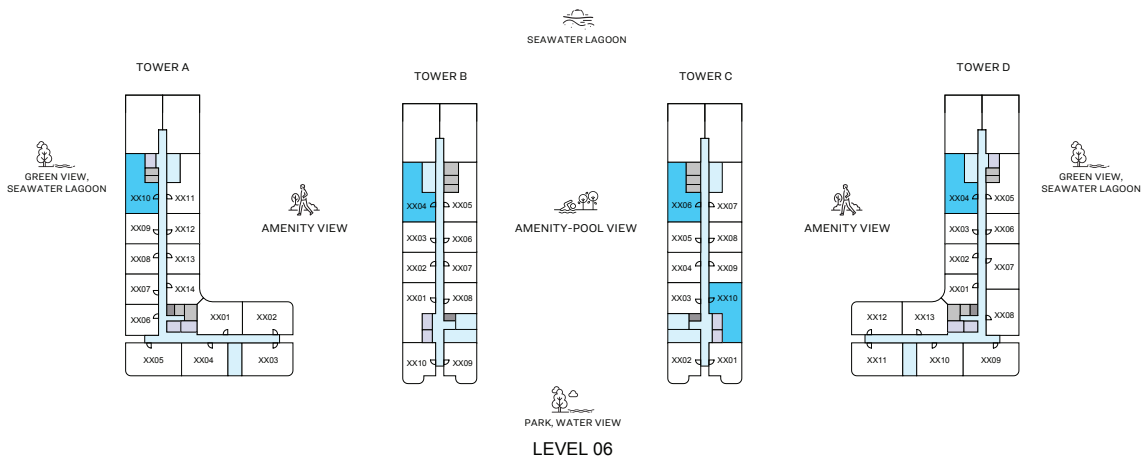 SEAWATER LAGOON
TOWER A
TOWER B
TOWER C
TOWER D
GREEN VIEW,
SEAWATER LAGOON
XX10
XX11
XX09
XX12
XX08
XX13
XX07
XX14
XX06
XX01
XX02
XX05
XX04
XX03
AMENITY VIEW
XX04
XX05
XX03
XX06
XX02
XX07
XX01
XX08
XX10
XX09
AMENITY-POOL VIEW
XX06
XX07
XX05
XX08
XX04
XX09
XX03
XX10
XX02
XX01
AMENITY VIEW
XX04
XX05
XX03
XX06
XX02
XX07
XX01
XX08
XX12
XX13
XX11
XX10
XX09
GREEN VIEW,
SEAWATER LAGOON
PARK, WATER VIEW
LEVEL 06